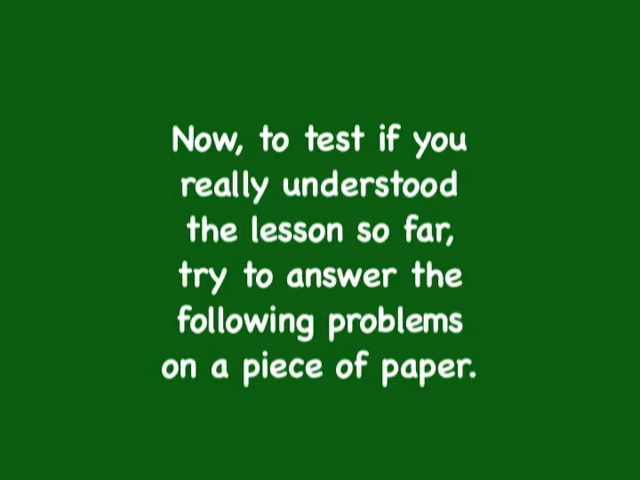 Now, to test if you
really understood
the lesson so far,
try to answer the
following problems
on a piece of paper.